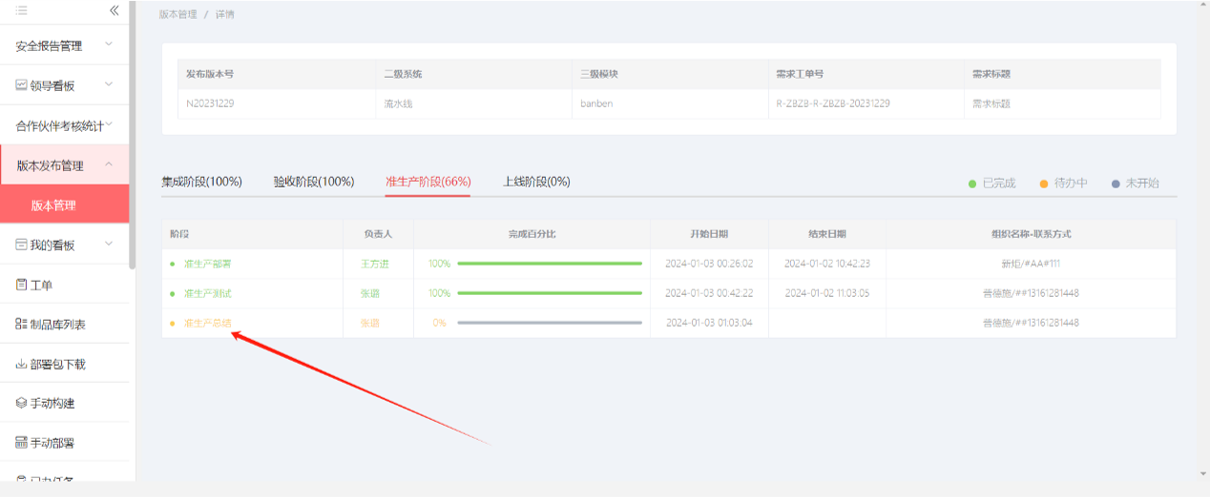 版本管理 / 详情
安全报告管理
领导看板
合作伙伴考核统计
版本发布管理
版本管理
我的看板
工单
制品库列表
部署包下载
手动构建
手动部署
已办任务
发布版本号 二级系统 三级模块 需求工单号 需求标题
N20231229 流水线 banben R-ZBZB-R-ZBZB-20231229 需求标题
集成阶段(100%) 验收阶段(100%) 准生产阶段(66%) 上线阶段(0%) 已完成 待办中 未开始
阶段 负责人 完成百分比 开始日期 结束日期 组织名称-联系方式
准生产部署 王方进 100% 2024-01-03 00:26:02 2024-01-02 10:42:23 新炬/#AA#111
准生产测试 张璐 100% 2024-01-03 00:42:22 2024-01-02 11:03:05 普德施/##13161281448
准生产总结 张璐 0% 2024-01-03 01:03:04 普德施/##13161281448